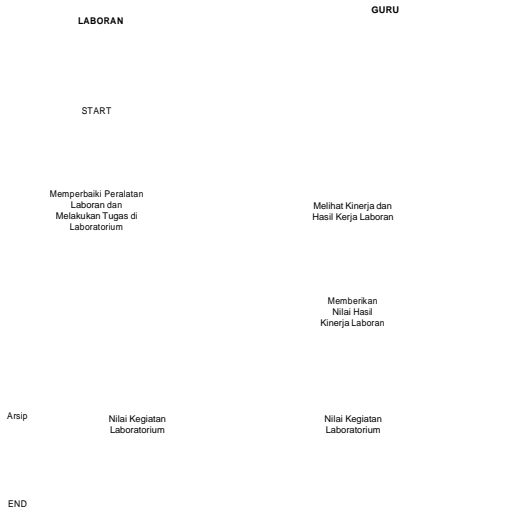 LABORAN
GURU
START
Memperbaiki Peralatan
Laboran dan
Melakukan Tugas di
Laboratorium
Melihat Kinerja dan
Hasil Kerja Laboran
Memberikan
Nilai Hasil
Kinerja Laboran
Arsip
Nilai Kegiatan
Laboratorium
Nilai Kegiatan
Laboratorium
END